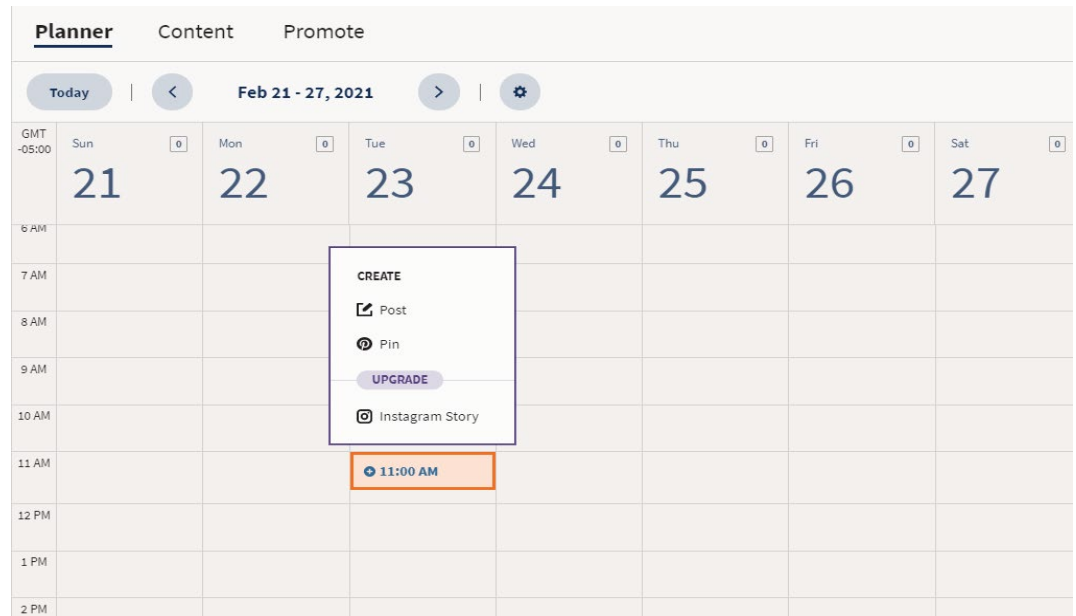 Planner Content Promote
Today | < Feb 21 - 27, 2021 > |
GMT
-05:00
Sun 0 Mon 0 Tue 0 Wed 0 Thu 0 Fri 0 Sat 0
21 22 23 24 25 26 27
6 AM
7 AM
CREATE
Post
8 AM
Pin
9 AM
UPGRADE
10 AM
Instagram Story
11 AM
11:00 AM
12 PM
1 PM
2 PM